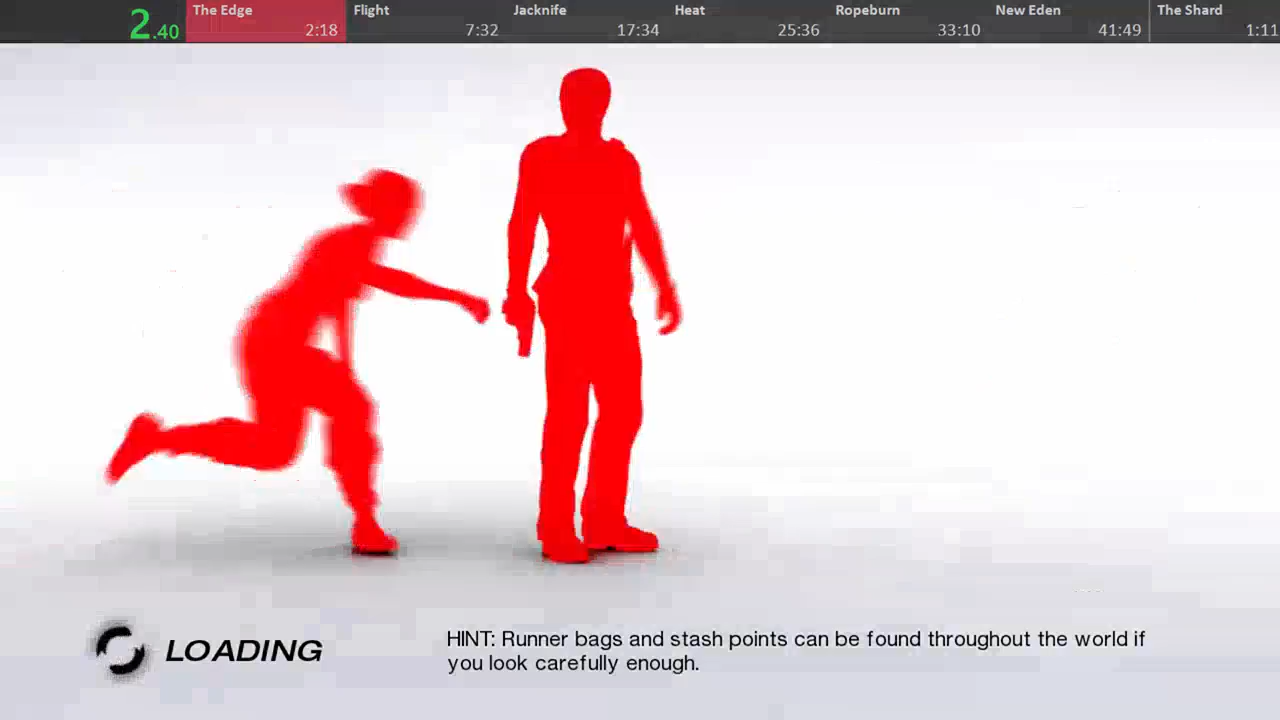 2.40
The Edge
2:18
Flight
7:32
Jacknife
17:34
Heat
25:36
Ropeburn
33:10
New Eden
41:49
The Shard
1:11
LOADING
HINT: Runner bags and stash points can be found throughout the world if
you look carefully enough.